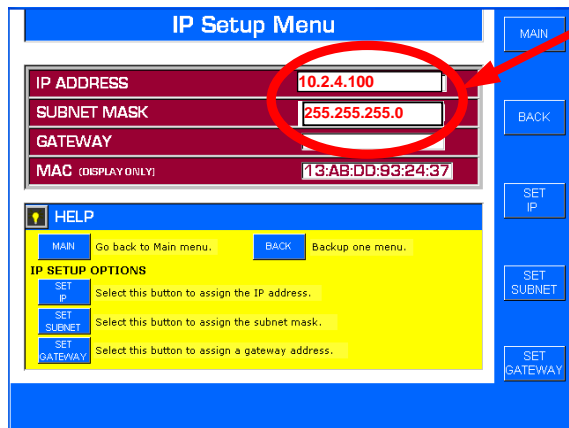 IP Setup Menu
MAIN
IP ADDRESS 10.2.4.100
SUBNET MASK 255.255.255.0
BACK
GATEWAY
MAC (DISPLAY ONLY) 13:AB:DD:93:24:37
SET
IP
? HELP
MAIN Go back to Main menu. BACK Backup one menu.
IP SETUP OPTIONS
SET
IP
Select this button to assign the IP address.
SET
SUBNET
SET
SUBNET
Select this button to assign the subnet mask.
SET
GATEWAY
Select this button to assign a gateway address.
SET
GATEWAY